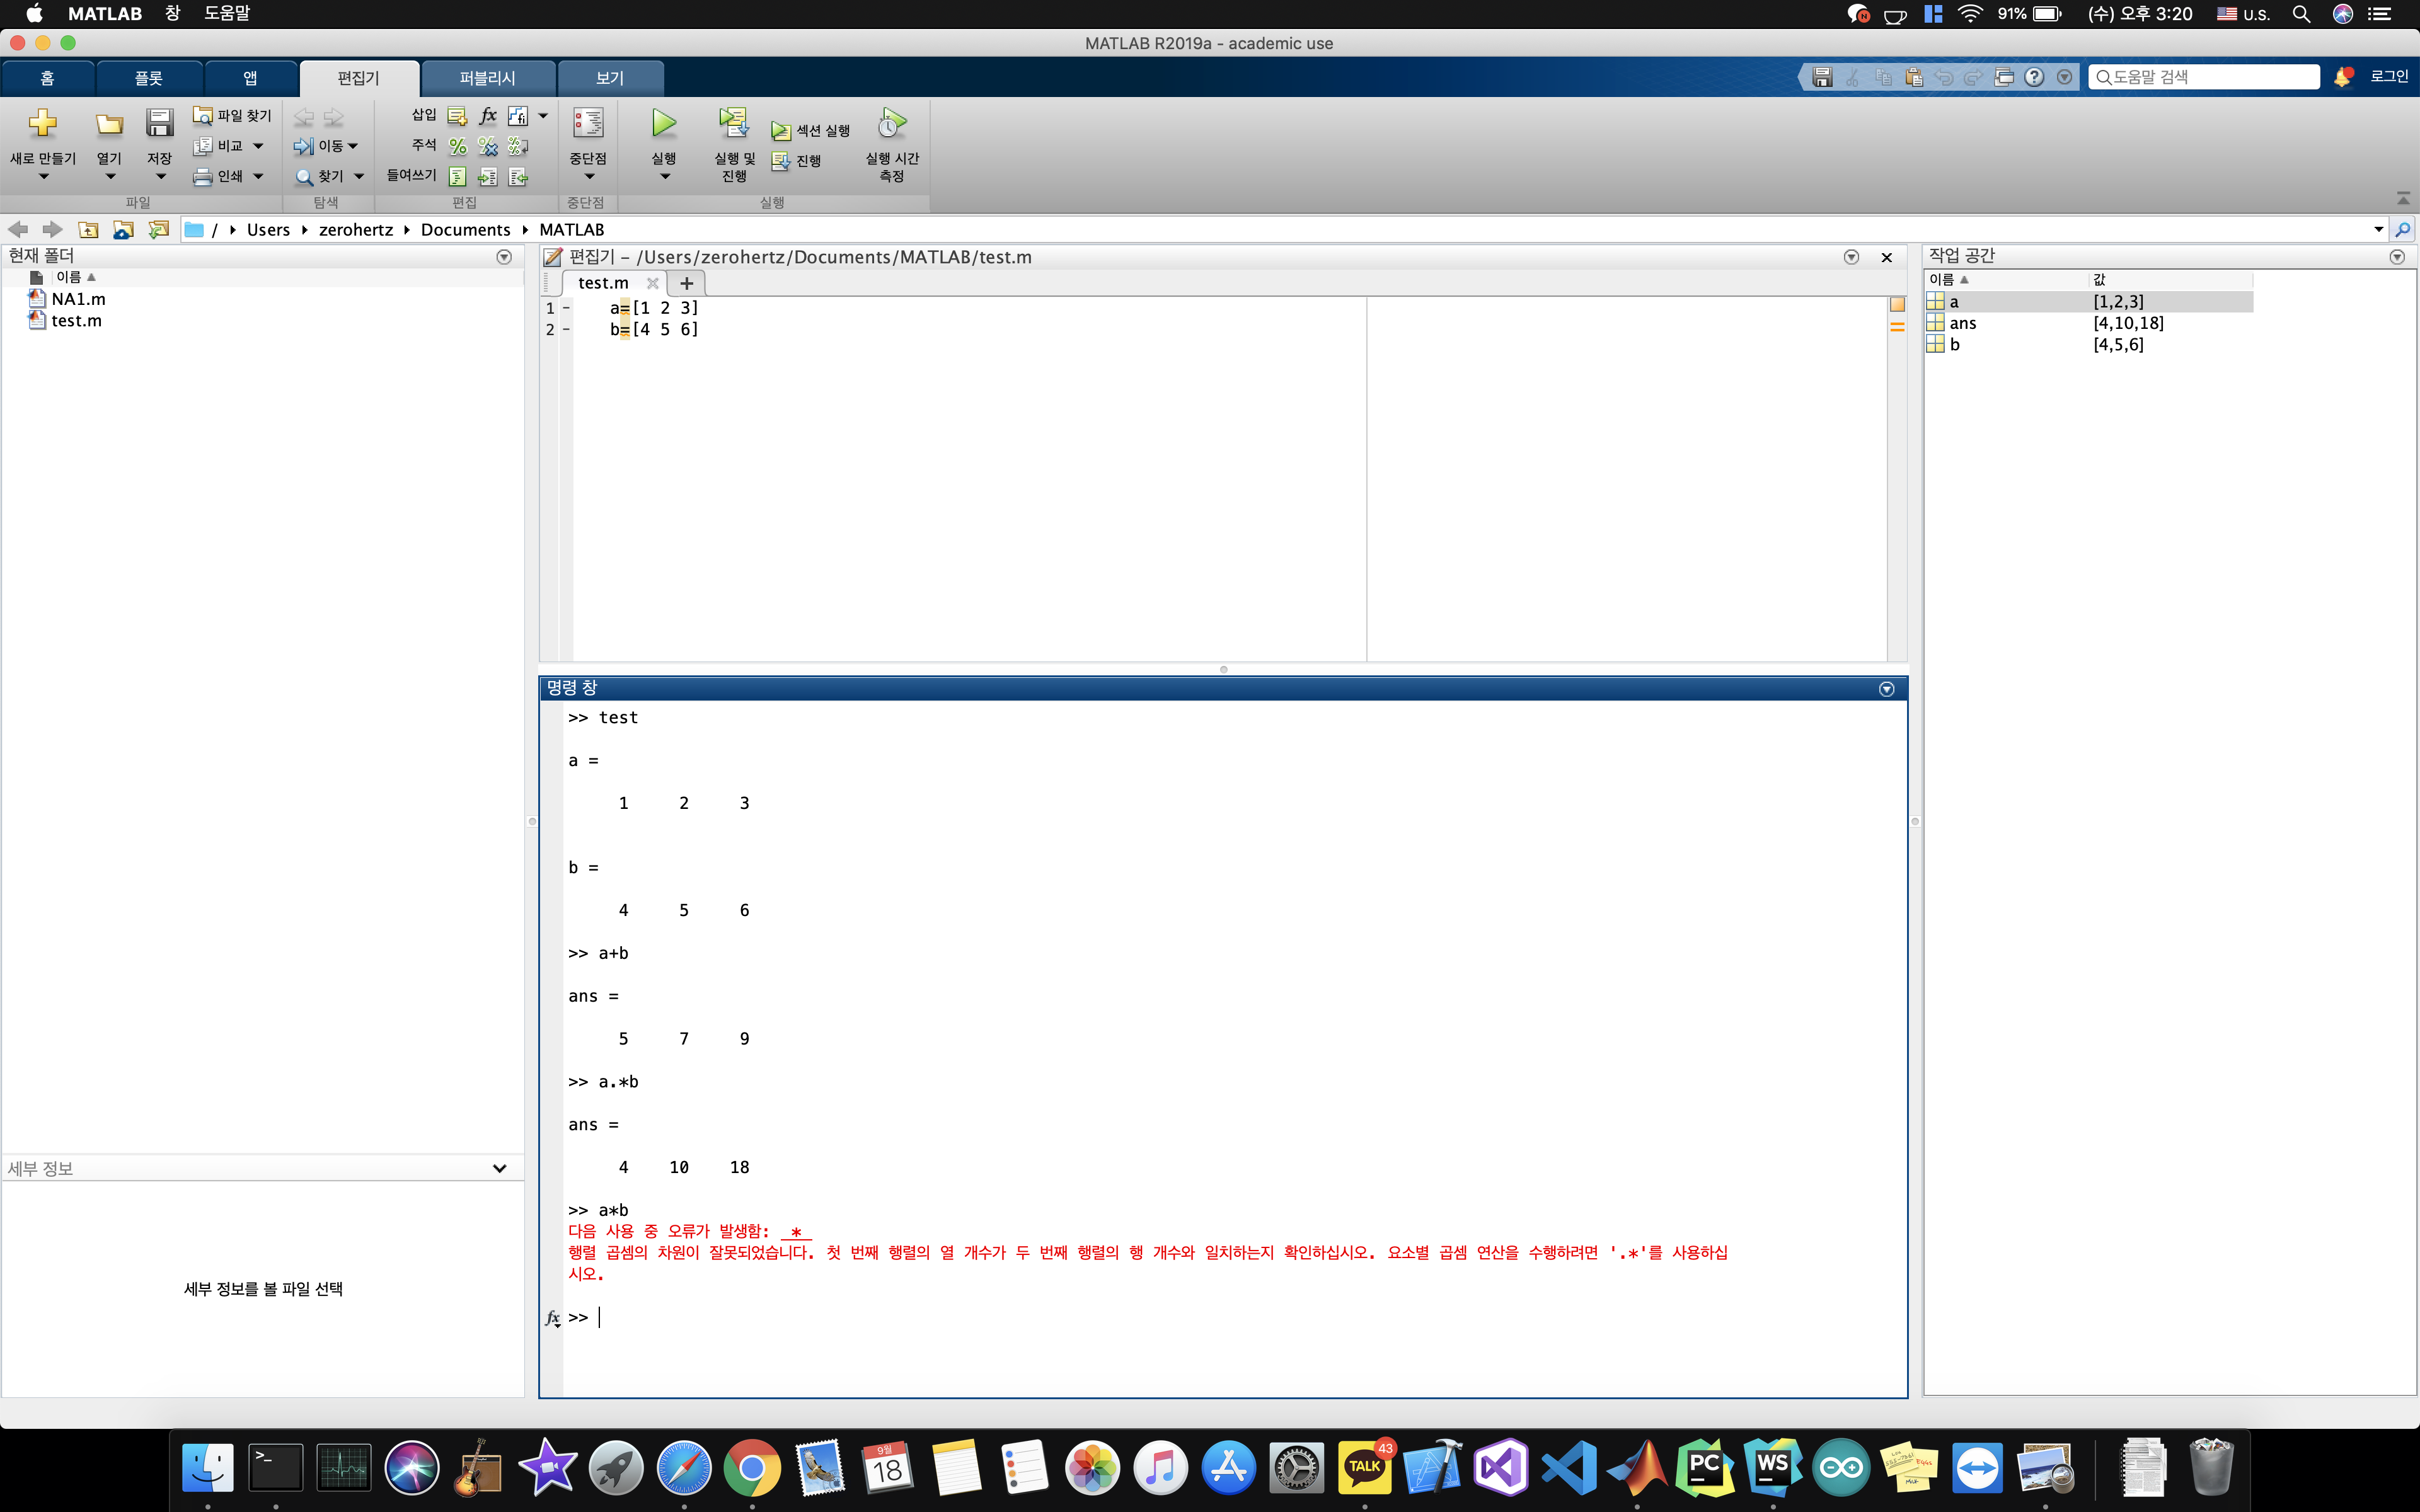 MATLAB 창 도움말
91% (수) 오후 3:20 U.S.
MATLAB R2019a - academic use
홈 플롯 앱 편집기 퍼블리시 보기
도움말 검색 로그인
새로 만들기 열기 저장 파일 찾기 비교 인쇄
이동 찾기
삽입 fx fi
주석
들여쓰기
중단점
실행 실행 및 진행 섹션 실행 진행 실행 시간 측정
파일 탐색 편집 중단점 실행
/ Users zerohertz Documents MATLAB
현재 폴더
이름
NA1.m
test.m
세부 정보
세부 정보를 볼 파일 선택
편집기 – /Users/zerohertz/Documents/MATLAB/test.m
test.m +
1 – a=[1 2 3]
2 – b=[4 5 6]
명령 창
>> test
a =
1 2 3
b =
4 5 6
>> a+b
ans =
5 7 9
>> a.*b
ans =
4 10 18
>> a*b
다음 사용 중 오류가 발생함: *
행렬 곱셈의 차원이 잘못되었습니다. 첫 번째 행렬의 열 개수가 두 번째 행렬의 행 개수와 일치하는지 확인하십시오. 요소별 곱셈 연산을 수행하려면 '.*'를 사용하십
시오.
fx >>
작업 공간
이름 값
a [1,2,3]
ans [4,10,18]
b [4,5,6]
>_
9월
18
TALK
43
PC
WS